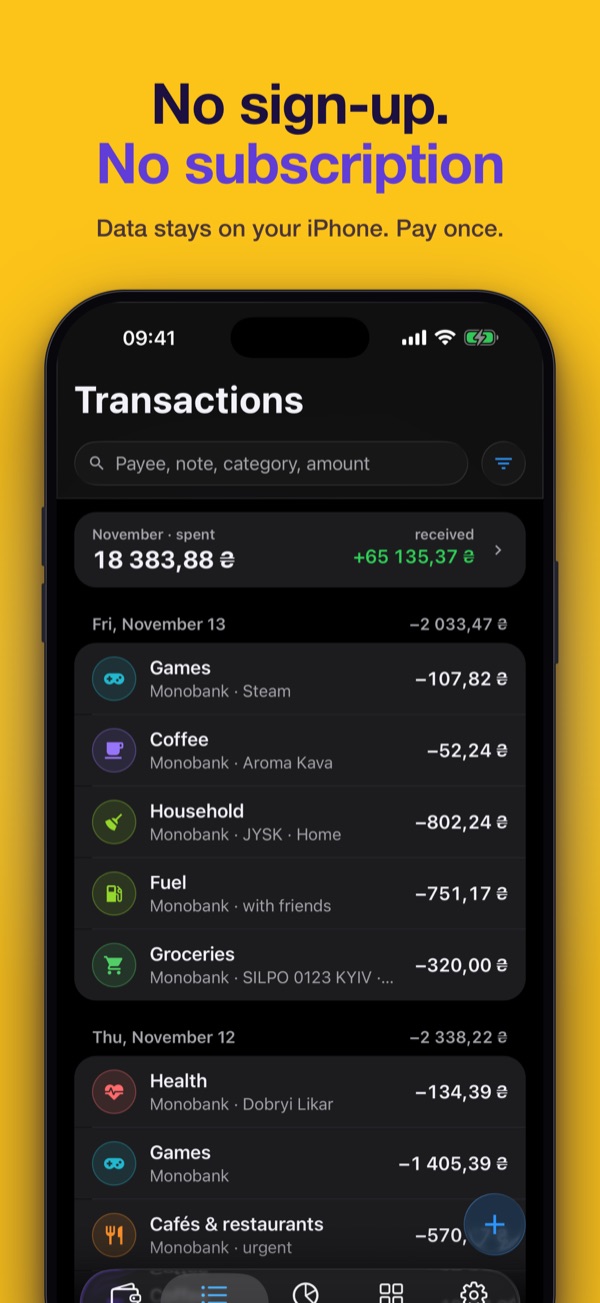 No sign-up.
No subscription
Data stays on your iPhone. Pay once.
09:41
Transactions
Payee, note, category, amount
November · spent
received
18 383,88 ₴
+65 135,37 ₴
Fri, November 13
−2 033,47 ₴
Games
Monobank · Steam
−107,82 ₴
Coffee
Monobank · Aroma Kava
−52,24 ₴
Household
Monobank · JYSK · Home
−802,24 ₴
Fuel
Monobank · with friends
−751,17 ₴
Groceries
Monobank · SILPO 0123 KYIV ·...
−320,00 ₴
Thu, November 12
−2 338,22 ₴
Health
Monobank · Dobryi Likar
−134,39 ₴
Games
Monobank
−1 405,39 ₴
Cafés & restaurants
Monobank · urgent
−570,